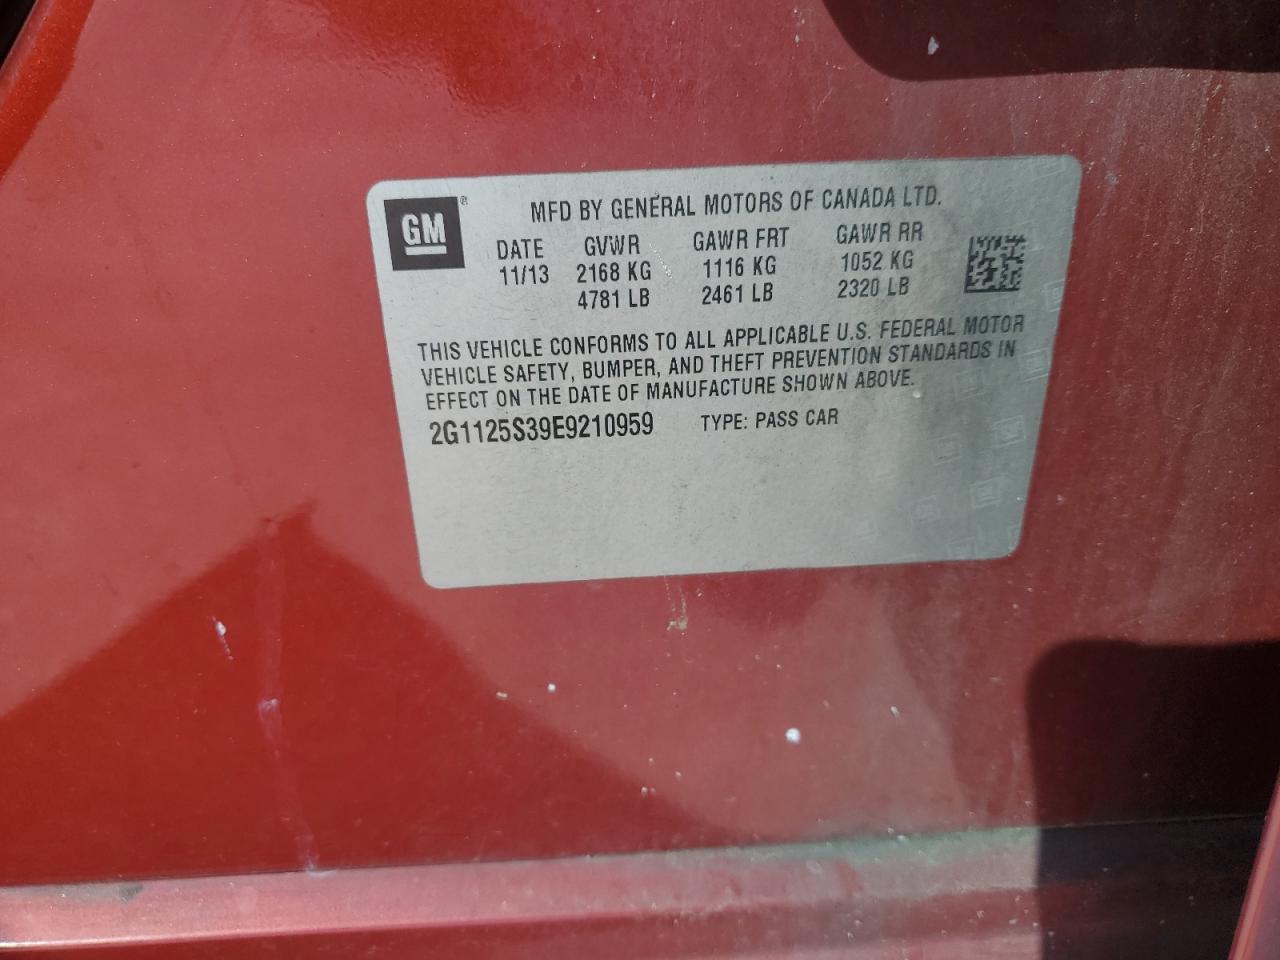 GM®
MFD BY GENERAL MOTORS OF CANADA LTD.
DATE GVWR GAWR FRT GAWR RR
11/13 2168 KG 1116 KG 1052 KG
4781 LB 2461 LB 2320 LB
THIS VEHICLE CONFORMS TO ALL APPLICABLE U.S. FEDERAL MOTOR
VEHICLE SAFETY, BUMPER, AND THEFT PREVENTION STANDARDS IN
EFFECT ON THE DATE OF MANUFACTURE SHOWN ABOVE.
2G1125S39E9210959 TYPE: PASS CAR